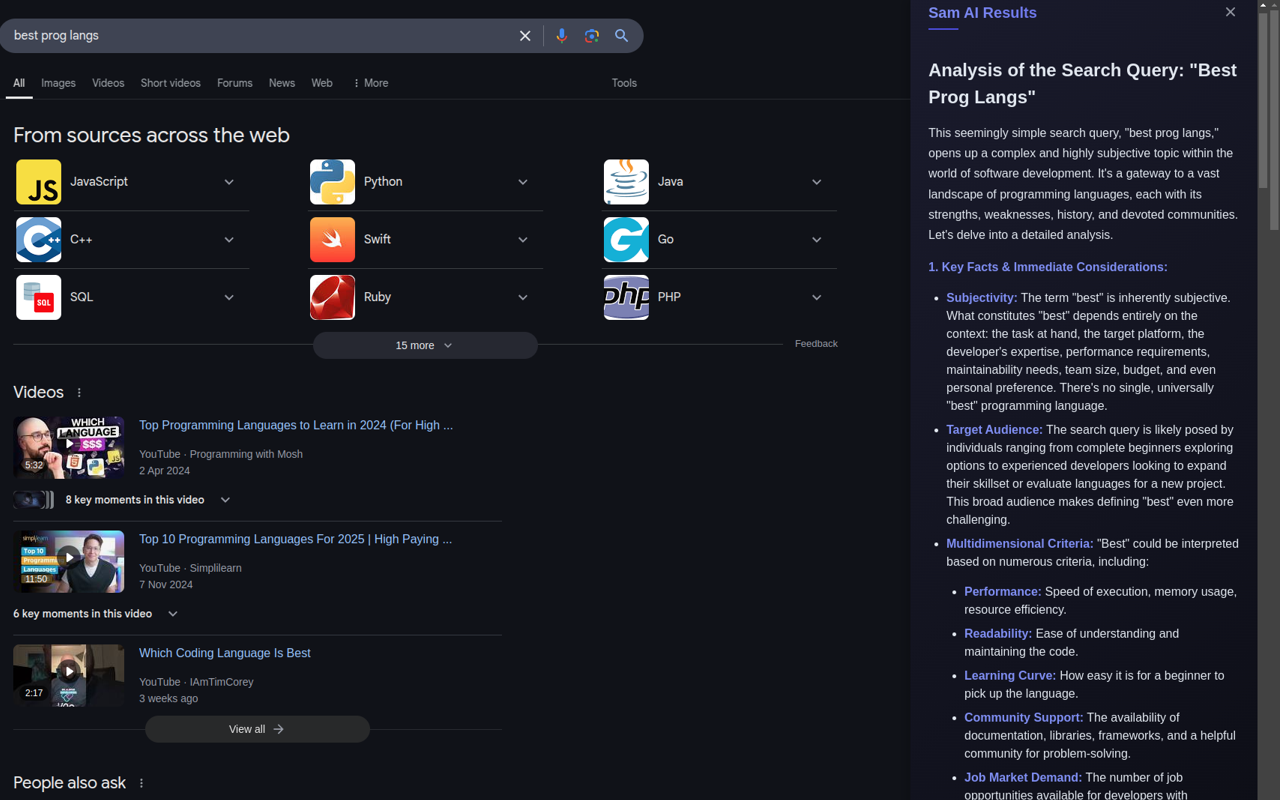 best prog langs
All Images Videos Short videos Forums News Web More Tools
From sources across the web
JS JavaScript
Python
Java
C++ C++
Swift
Go
SQL SQL
Ruby
php PHP
15 more
Feedback
Videos
WHICH
LANGUAGE
$$$
JS
5:32
Top Programming Languages to Learn in 2024 (For High ...
YouTube · Programming with Mosh
2 Apr 2024
8 key moments in this video
simplilearn
Top 10
Programming
Languages
11:50
Top 10 Programming Languages For 2025 | High Paying ...
YouTube · Simplilearn
7 Nov 2024
6 key moments in this video
2:17
Which Coding Language Is Best
YouTube · IAmTimCorey
3 weeks ago
View all
People also ask
Sam AI Results
Analysis of the Search Query: "Best
Prog Langs"
This seemingly simple search query, "best prog langs,"
opens up a complex and highly subjective topic within the
world of software development. It's a gateway to a vast
landscape of programming languages, each with its
strengths, weaknesses, history, and devoted communities.
Let's delve into a detailed analysis.
1. Key Facts & Immediate Considerations:
• Subjectivity: The term "best" is inherently subjective.
What constitutes "best" depends entirely on the
context: the task at hand, the target platform, the
developer's expertise, performance requirements,
maintainability needs, team size, budget, and even
personal preference. There's no single, universally
"best" programming language.
• Target Audience: The search query is likely posed by
individuals ranging from complete beginners exploring
options to experienced developers looking to expand
their skillset or evaluate languages for a new project.
This broad audience makes defining "best" even more
challenging.
• Multidimensional Criteria: "Best" could be interpreted
based on numerous criteria, including:
• Performance: Speed of execution, memory usage,
resource efficiency.
• Readability: Ease of understanding and
maintaining the code.
• Learning Curve: How easy it is for a beginner to
pick up the language.
• Community Support: The availability of
documentation, libraries, frameworks, and a helpful
community for problem-solving.
• Job Market Demand: The number of job
opportunities available for developers with